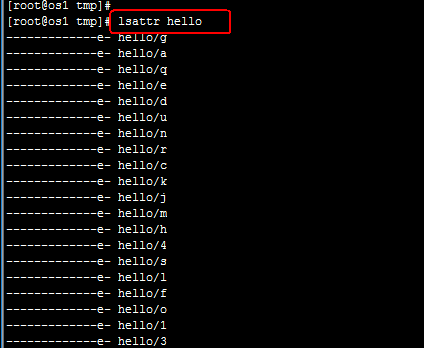 [root@os1 tmp]#
[root@os1 tmp]# lsattr hello
-------------e- hello/g
-------------e- hello/a
-------------e- hello/q
-------------e- hello/e
-------------e- hello/d
-------------e- hello/u
-------------e- hello/n
-------------e- hello/r
-------------e- hello/c
-------------e- hello/k
-------------e- hello/j
-------------e- hello/m
-------------e- hello/h
-------------e- hello/4
-------------e- hello/s
-------------e- hello/l
-------------e- hello/f
-------------e- hello/o
-------------e- hello/1
-------------e- hello/3